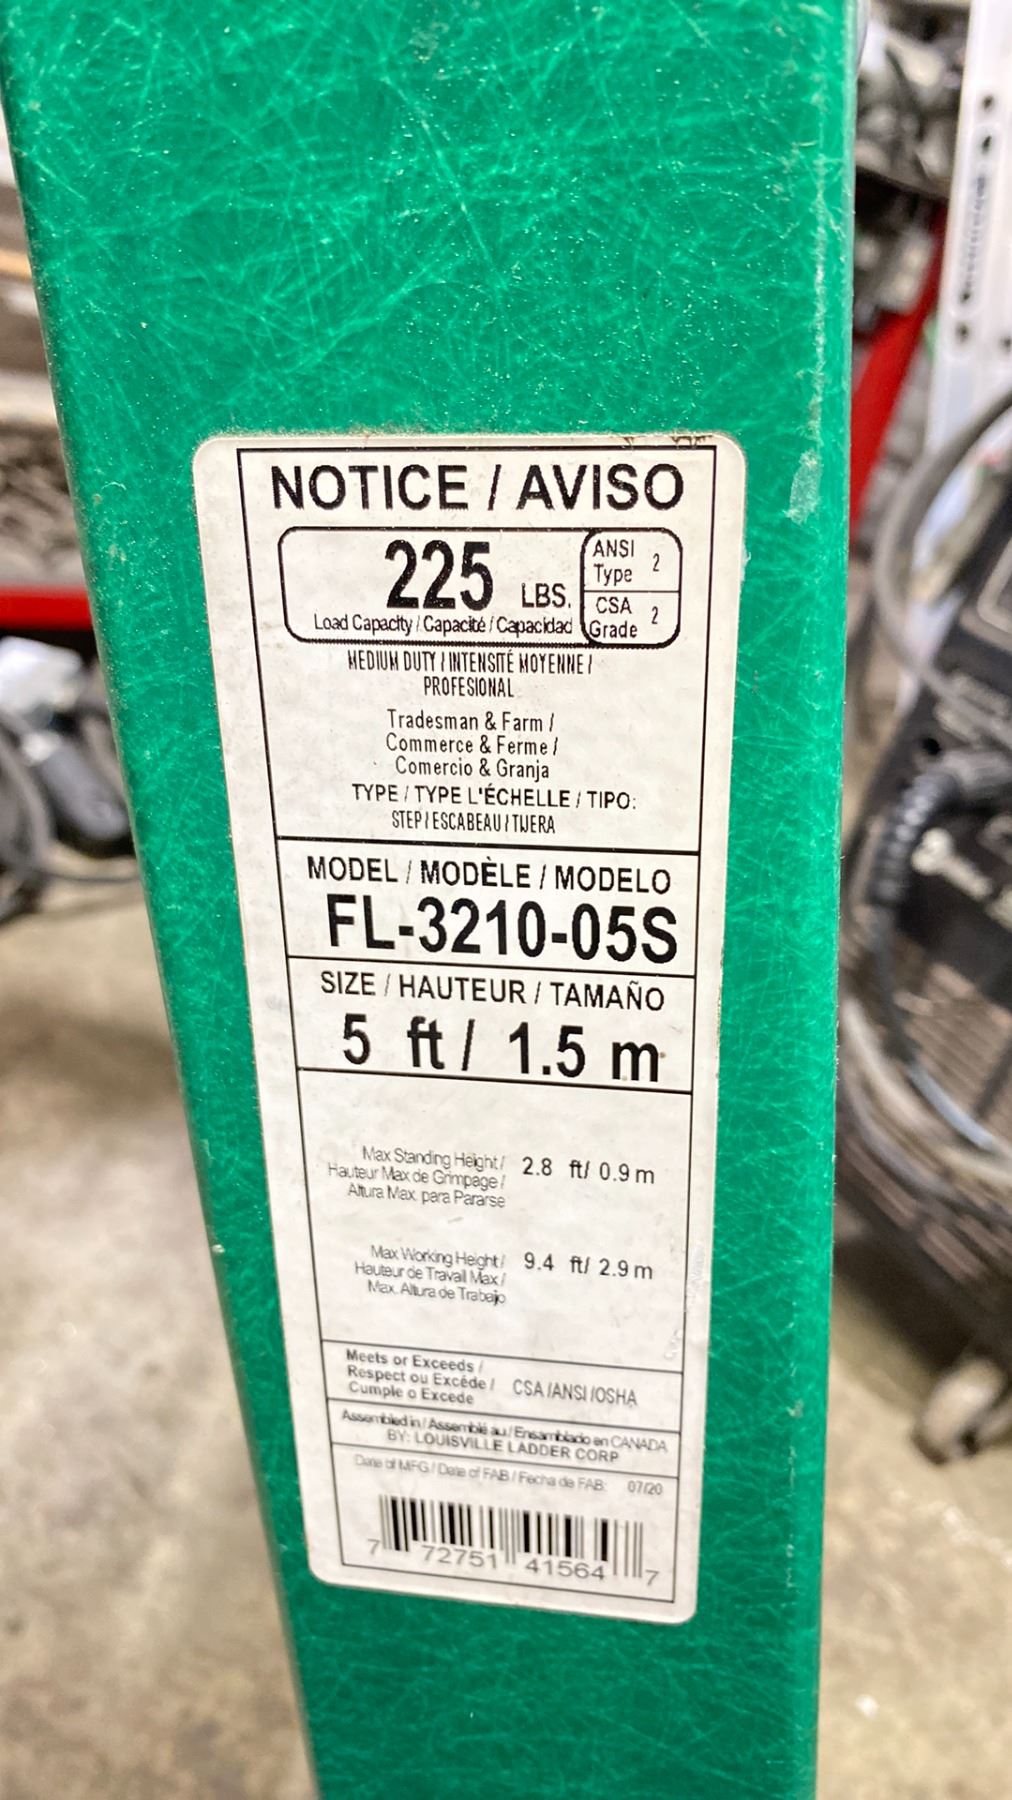 NOTICE / AVISO
225 LBS.
Load Capacity / Capacité / Capacidad
ANSI Type 2
CSA Grade 2
MEDIUM DUTY / INTENSITÉ MOYENNE /
PROFESIONAL
Tradesman & Farm /
Commerce & Ferme /
Comercio & Granja
TYPE / TYPE L'ÉCHELLE / TIPO:
STEP / ESCABEAU / TIJERA
MODEL / MODÈLE / MODELO
FL-3210-05S
SIZE / HAUTEUR / TAMAÑO
5 ft / 1.5 m
Max Standing Height /
Hauteur Max de Grimpage /
Altura Max. para Pararse
2.8 ft/ 0.9 m
Max Working Height /
Hauteur de Travail Max /
Max. Altura de Trabajo
9.4 ft/ 2.9 m
Meets or Exceeds /
Respect ou Excéde /
Cumple o Excede
CSA /ANSI /OSHA
Assembled in / Assemblé au / Ensamblado en CANADA
BY: LOUISVILLE LADDER CORP
Date of MFG / Date of FAB / Fecha de FAB: 07/20
7 72751 41564 7